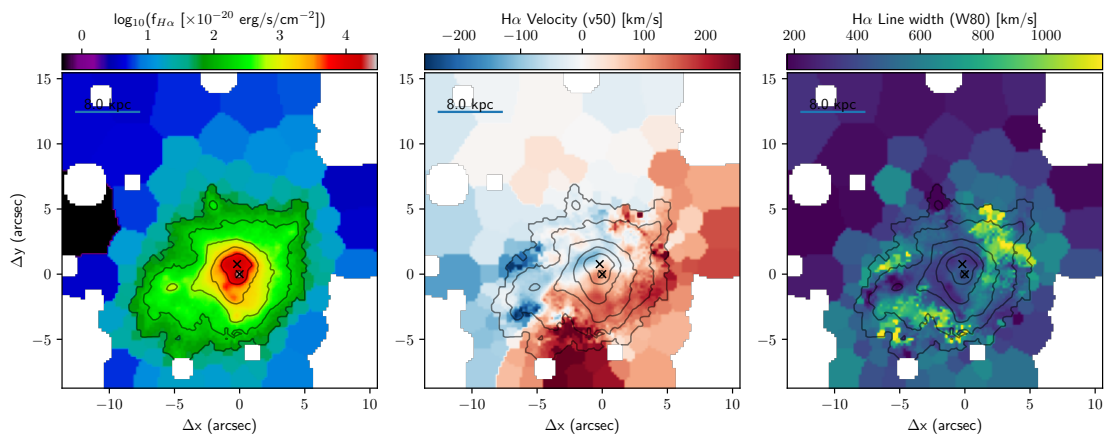 log₁₀(f_Hα [×10⁻²⁰ erg/s/cm⁻²])
0 1 2 3 4
8.0 kpc
15
10
5
0
−5
−10 −5 0 5 10
Δy (arcsec)
Δx (arcsec)
Hα Velocity (v50) [km/s]
−200 −100 0 100 200
8.0 kpc
15
10
5
0
−5
−10 −5 0 5 10
Δx (arcsec)
Hα Line width (W80) [km/s]
200 400 600 800 1000
8.0 kpc
15
10
5
0
−5
−10 −5 0 5 10
Δx (arcsec)